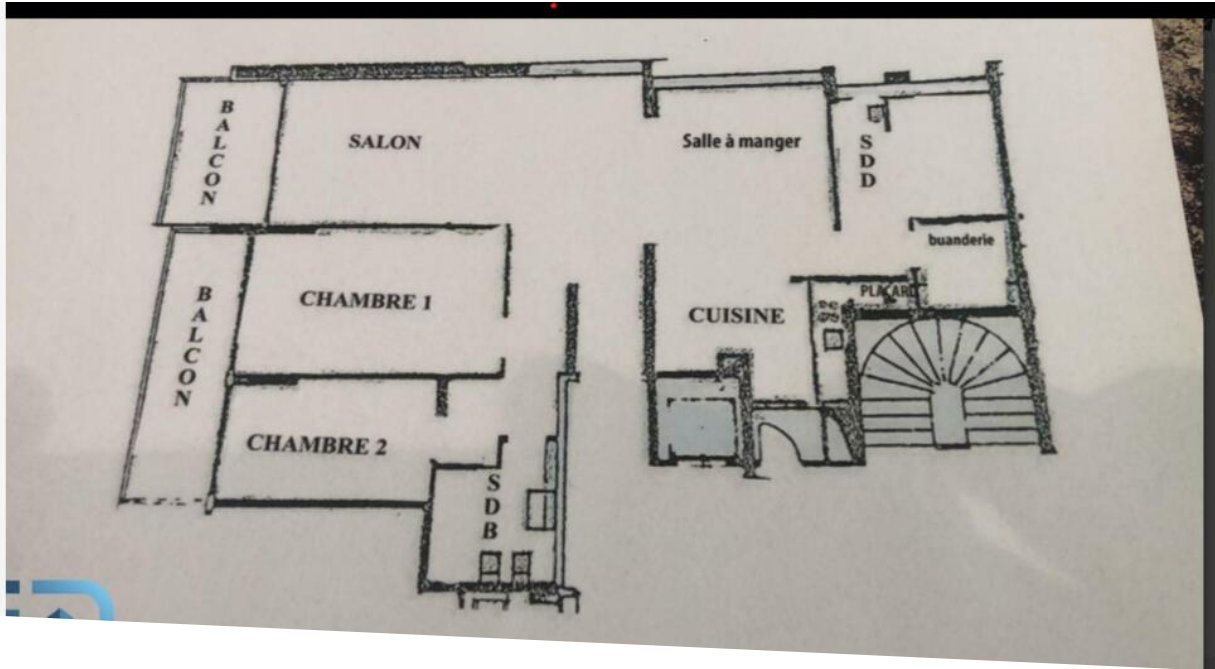 BALCON
SALON
Salle à manger
SDD
buanderie
BALCON
CHAMBRE 1
PLACARD
CUISINE
CHAMBRE 2
SDB